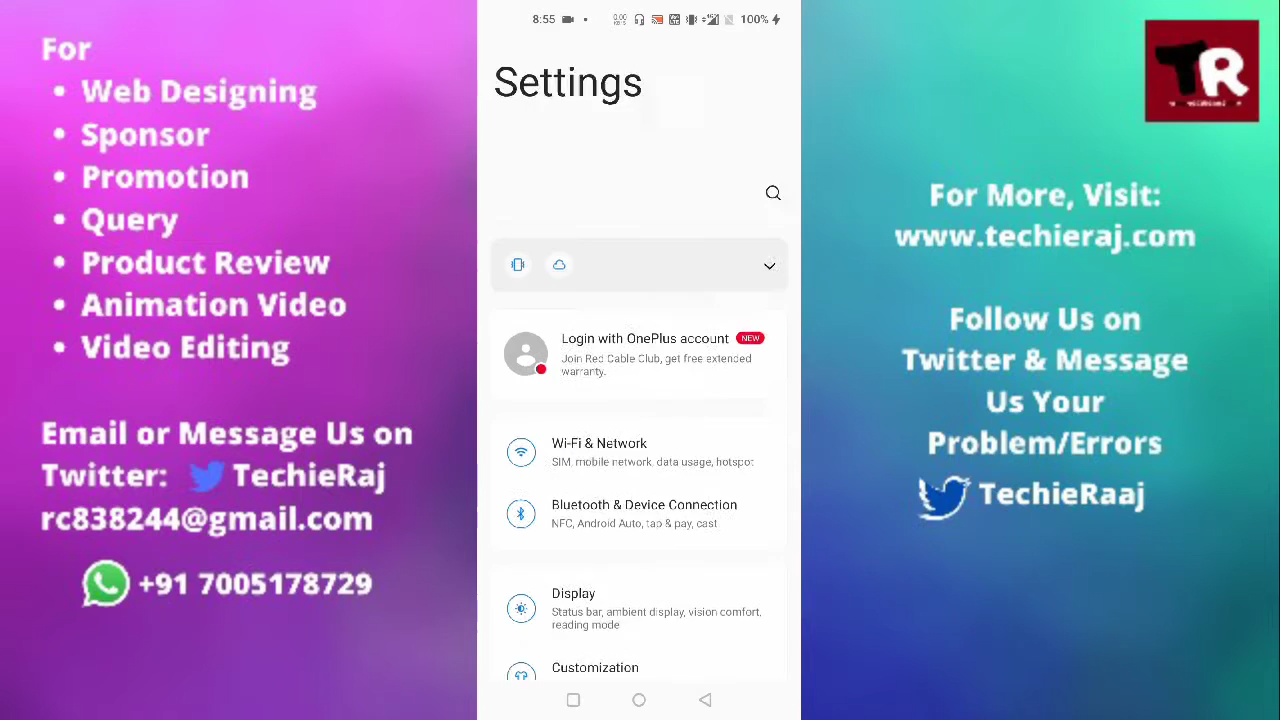 For
• Web Designing
• Sponsor
• Promotion
• Query
• Product Review
• Animation Video
• Video Editing
Email or Message Us on
Twitter: TechieRaj
rc838244@gmail.com
+91 7005178729
8:55
0.00
KB/S
100%
Settings
Login with OnePlus account NEW
Join Red Cable Club, get free extended
warranty.
Wi-Fi & Network
SIM, mobile network, data usage, hotspot
Bluetooth & Device Connection
NFC, Android Auto, tap & pay, cast
Display
Status bar, ambient display, vision comfort,
reading mode
Customization
TR
For More, Visit:
www.techieraj.com
Follow Us on
Twitter & Message
Us Your
Problem/Errors
TechieRaaj